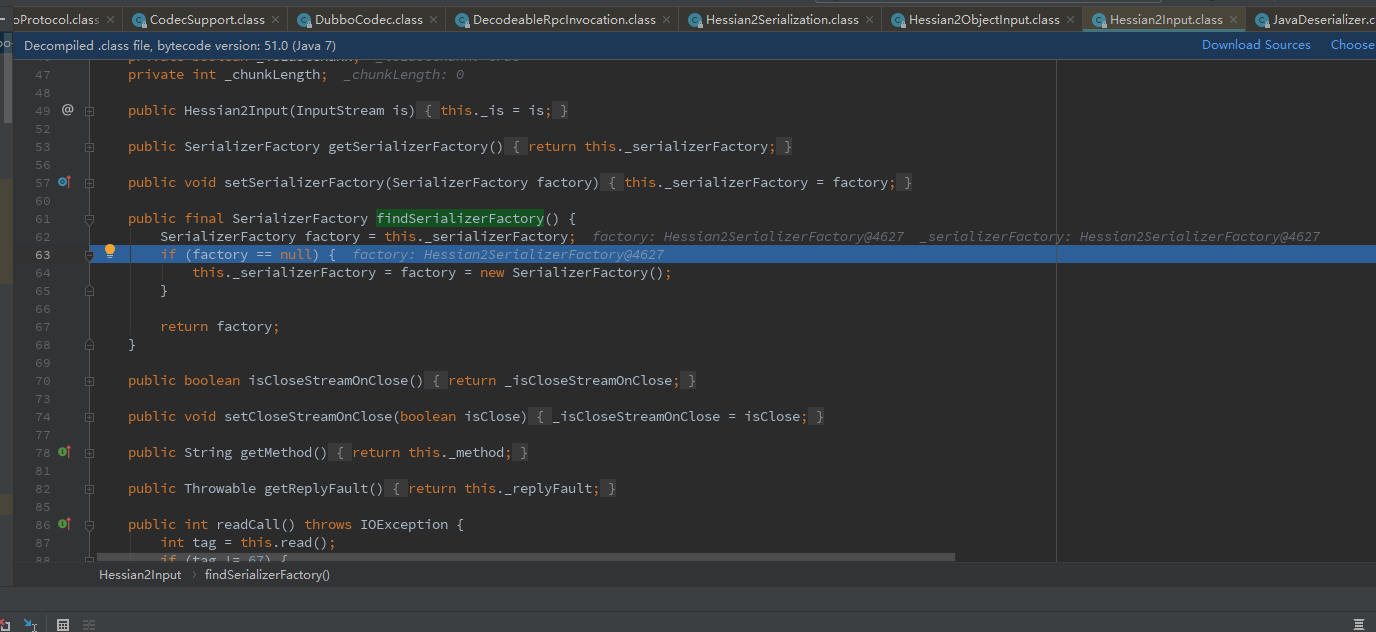 oProtocol.class CodecSupport.class DubboCodec.class DecodeableRpcInvocation.class Hessian2Serialization.class Hessian2ObjectInput.class Hessian2Input.class JavaDeserializer.c
Decompiled .class file, bytecode version: 51.0 (Java 7) Download Sources Choose
47 private int _chunkLength; _chunkLength: 0
48
49 @ public Hessian2Input(InputStream is) { this._is = is; }
52
53 public SerializerFactory getSerializerFactory() { return this._serializerFactory; }
56
57 public void setSerializerFactory(SerializerFactory factory) { this._serializerFactory = factory; }
60
61 public final SerializerFactory findSerializerFactory() {
62 SerializerFactory factory = this._serializerFactory; factory: Hessian2SerializerFactory@4627 _serializerFactory: Hessian2SerializerFactory@4627
63 if (factory == null) { factory: Hessian2SerializerFactory@4627
64 this._serializerFactory = factory = new SerializerFactory();
65 }
66
67 return factory;
68 }
69
70 public boolean isCloseStreamOnClose() { return _isCloseStreamOnClose; }
73
74 public void setCloseStreamOnClose(boolean isClose) { _isCloseStreamOnClose = isClose; }
77
78 public String getMethod() { return this._method; }
81
82 public Throwable getReplyFault() { return this._replyFault; }
85
86 public int readCall() throws IOException {
87 int tag = this.read();
88 if (tag != 67) {
Hessian2Input findSerializerFactory()